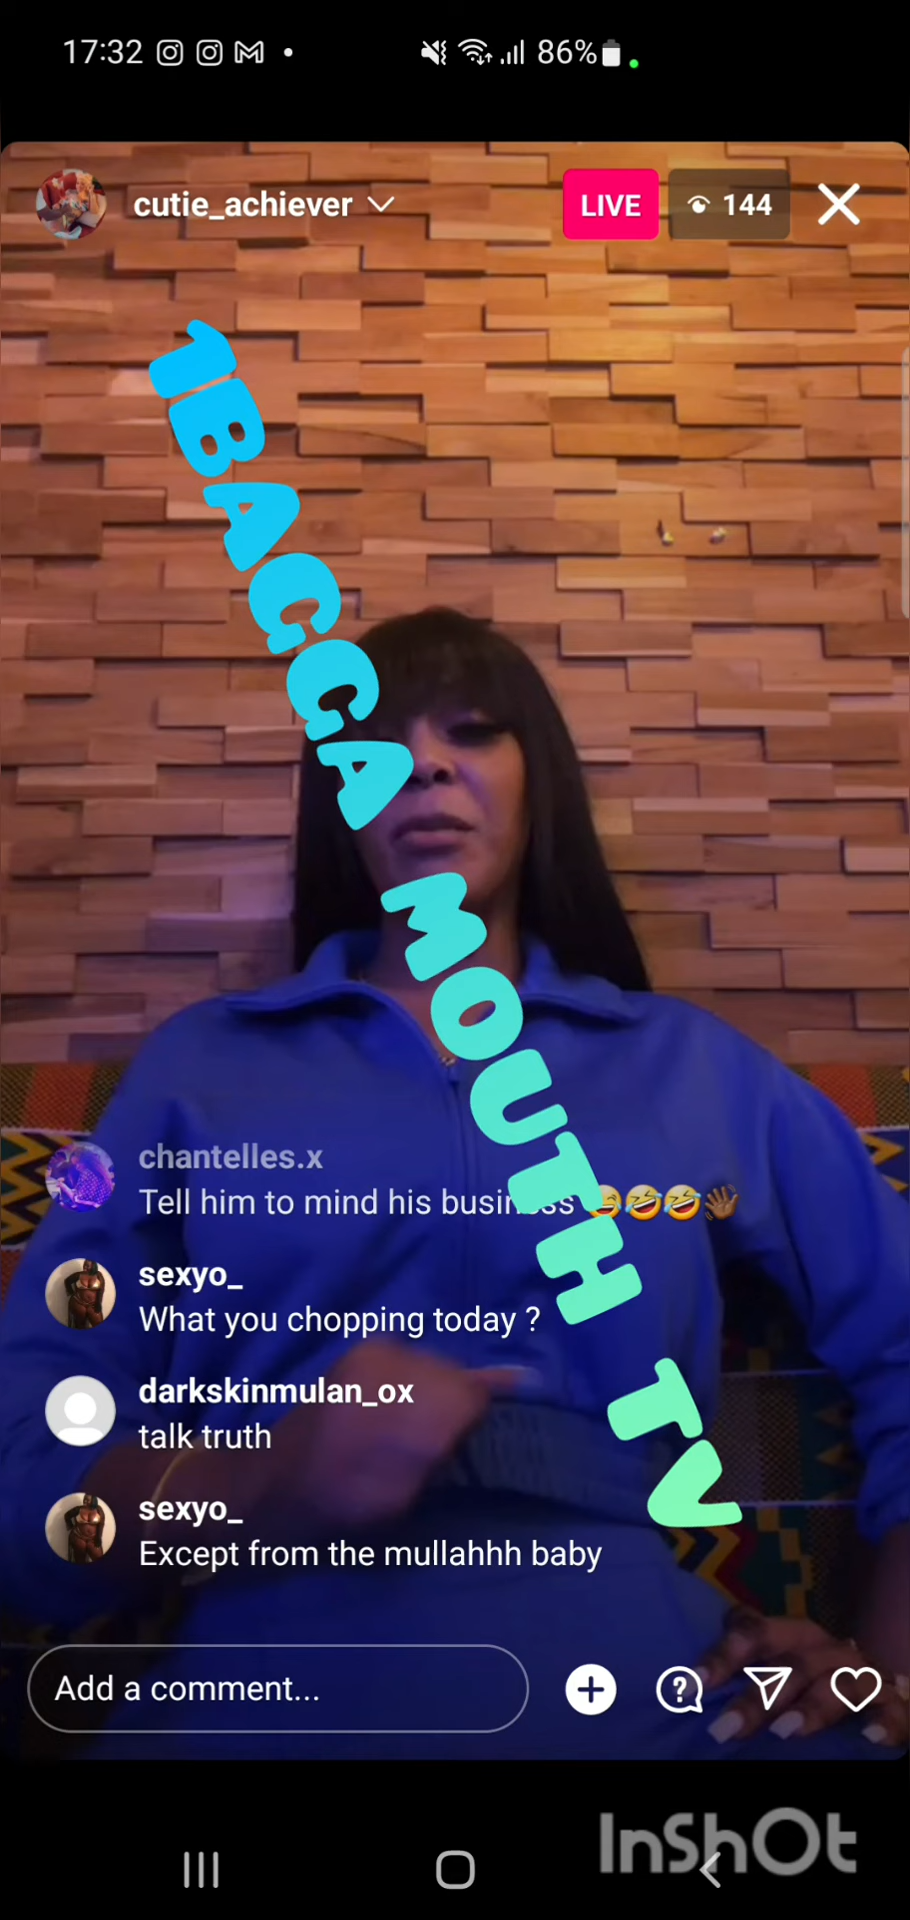 17:32
86%
cutie_achiever
LIVE
144
1BAGGA MOUTH TV
chantelles.x
Tell him to mind his business 🤣🤣🤣👋🏾
sexyo_
What you chopping today ?
darkskinmulan_ox
talk truth
sexyo_
Except from the mullahhh baby
Add a comment...
InShOt